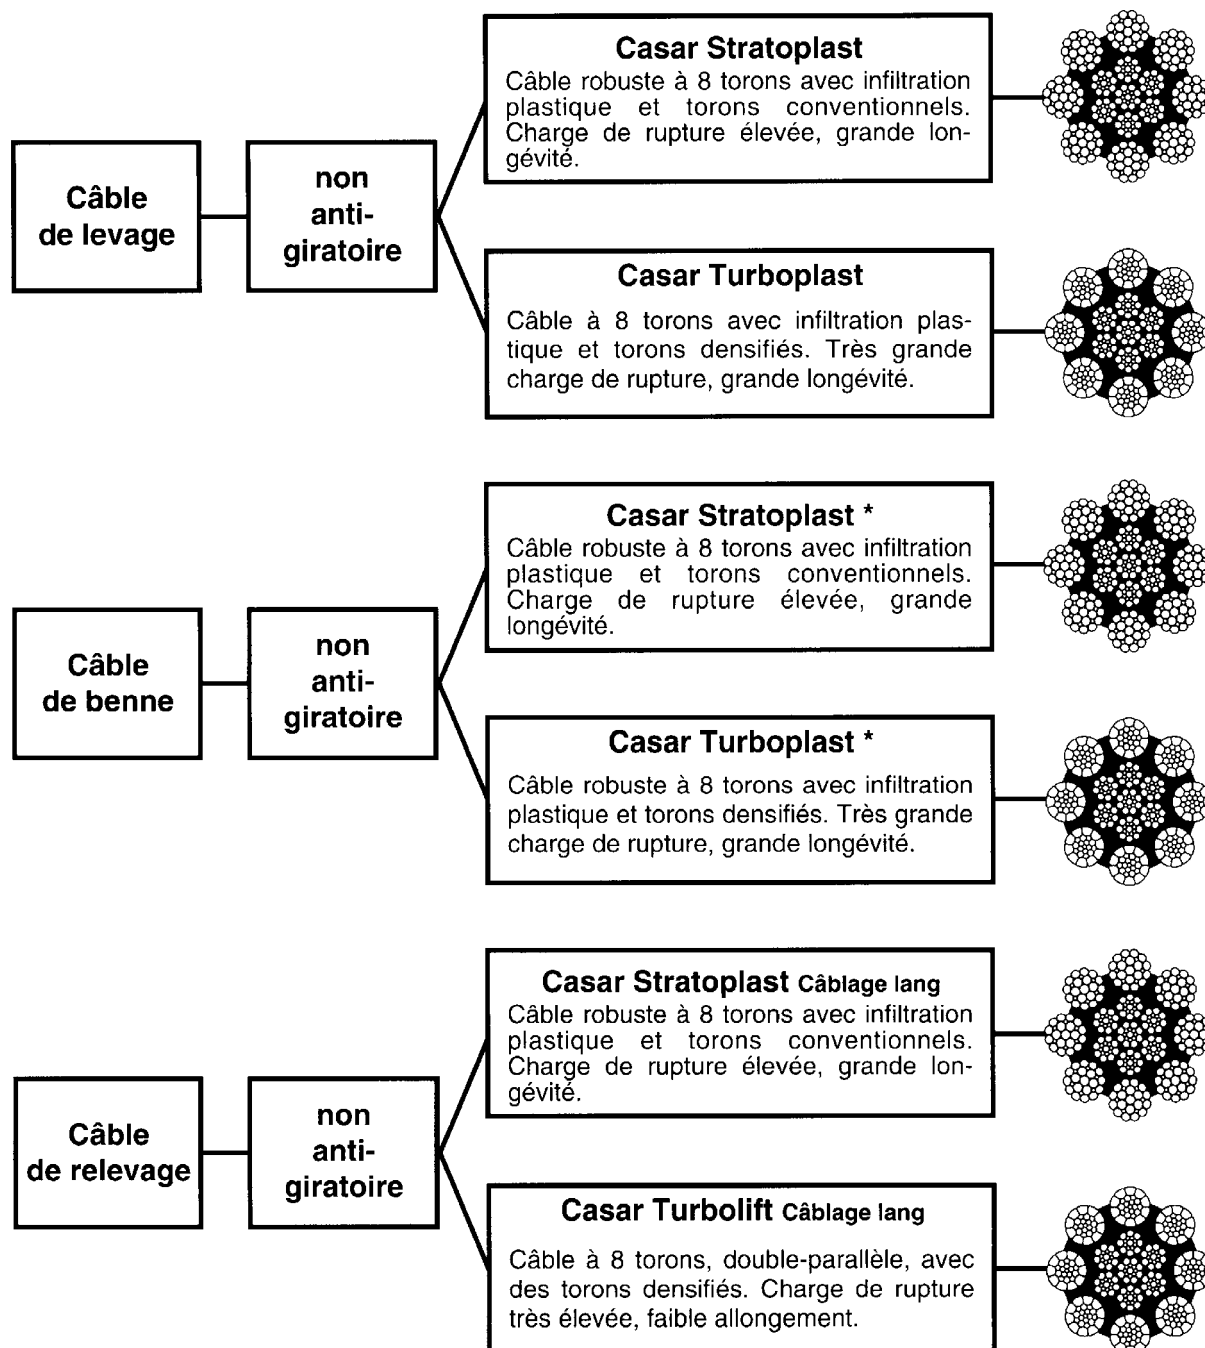 Câble
de levage
non
anti-
giratoire
Casar Stratoplast
Câble robuste à 8 torons avec infiltration
plastique et torons conventionnels.
Charge de rupture élevée, grande lon-
gévité.
Casar Turboplast
Câble à 8 torons avec infiltration plas-
tique et torons densifiés. Très grande
charge de rupture, grande longévité.
Câble
de benne
non
anti-
giratoire
Casar Stratoplast *
Câble robuste à 8 torons avec infiltration
plastique et torons conventionnels.
Charge de rupture élevée, grande
longévité.
Casar Turboplast *
Câble robuste à 8 torons avec infiltration
plastique et torons densifiés. Très grande
charge de rupture, grande longévité.
Câble
de relevage
non
anti-
giratoire
Casar Stratoplast Câblage lang
Câble robuste à 8 torons avec infiltration
plastique et torons conventionnels.
Charge de rupture élevée, grande lon-
gévité.
Casar Turbolift Câblage lang
Câble à 8 torons, double-parallèle, avec
des torons densifiés. Charge de rupture
très élevée, faible allongement.